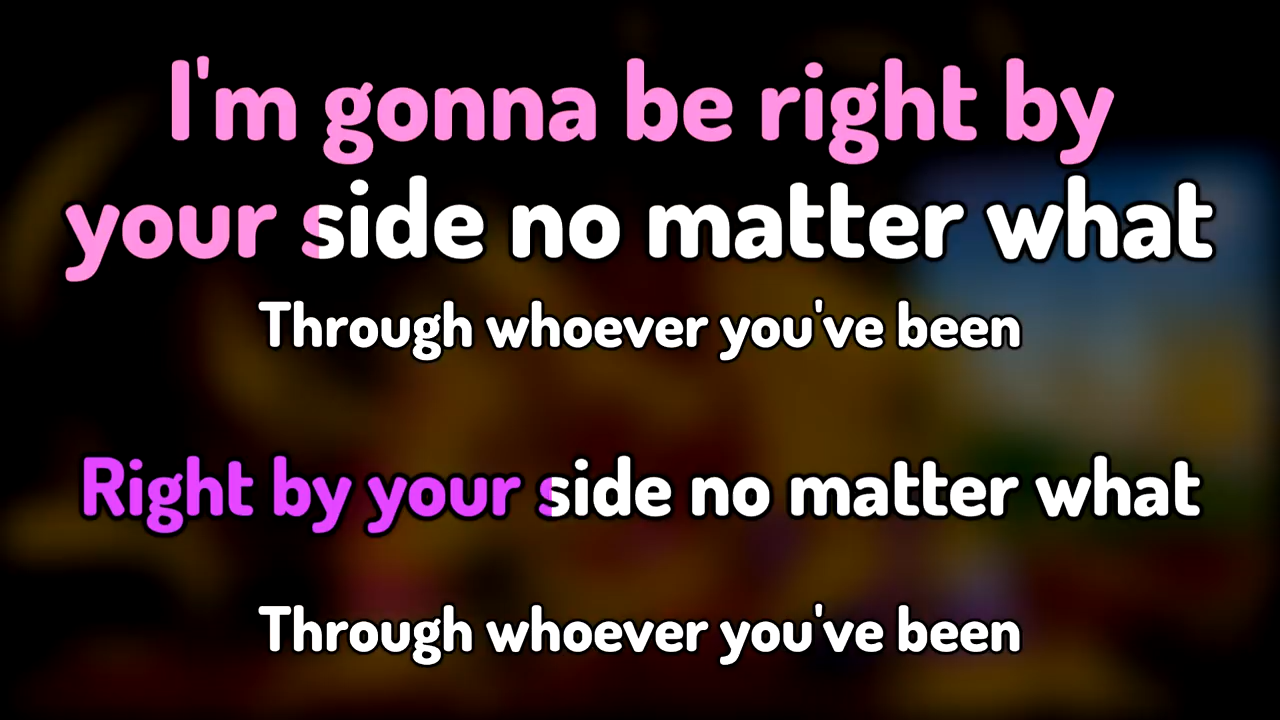 I'm gonna be right by
your side no matter what
Through whoever you've been
Right by your side no matter what
Through whoever you've been